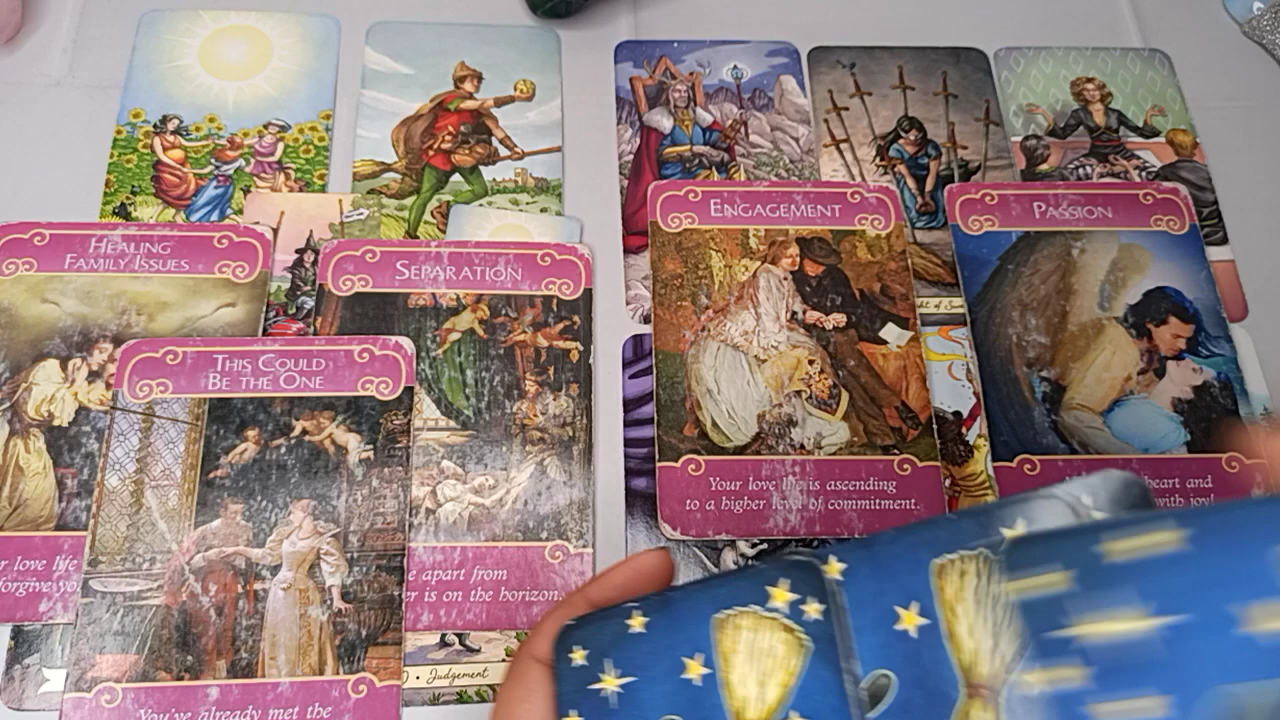 HEALING
FAMILY ISSUES
SEPARATION
THIS COULD
BE THE ONE
ENGAGEMENT
PASSION
Your love life is ascending
to a higher level of commitment.
heart and
with joy!
r love life
forgive yo
e apart from
er is on the horizon.
You've already met the
• Judgement